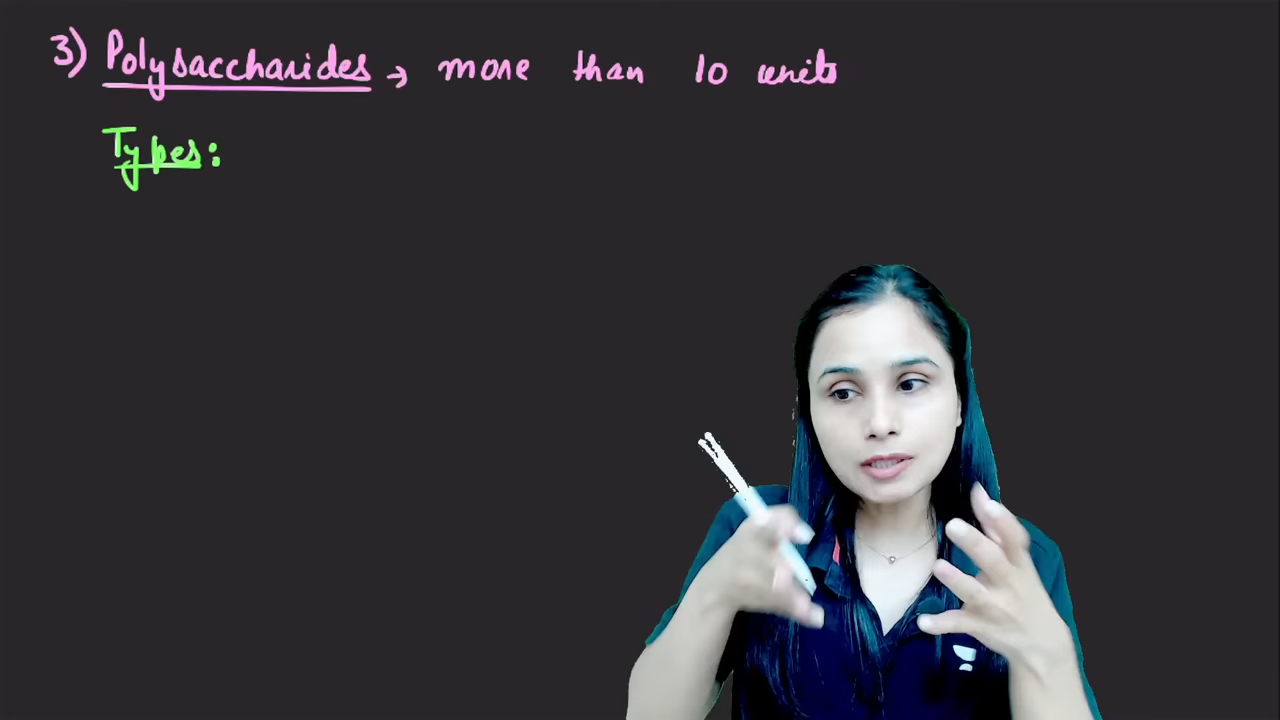 3) Polysaccharides → more than 10 units
Types: